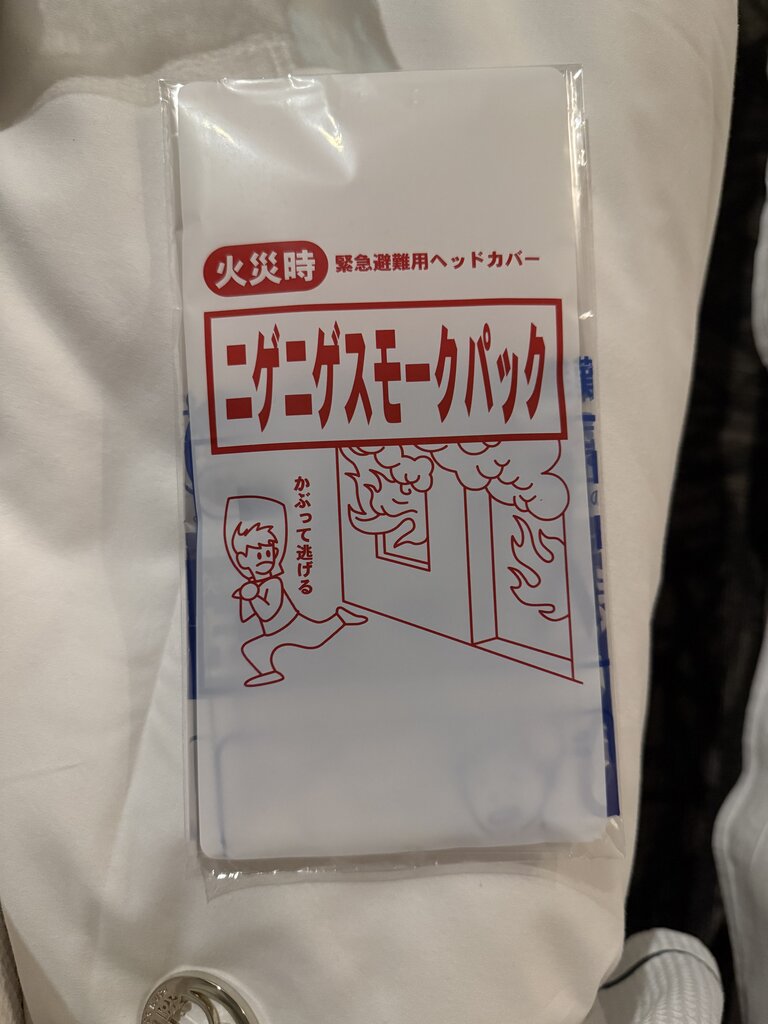 火災時 緊急避難用ヘッドカバー
ニゲニゲスモークパック
かぶって逃げる